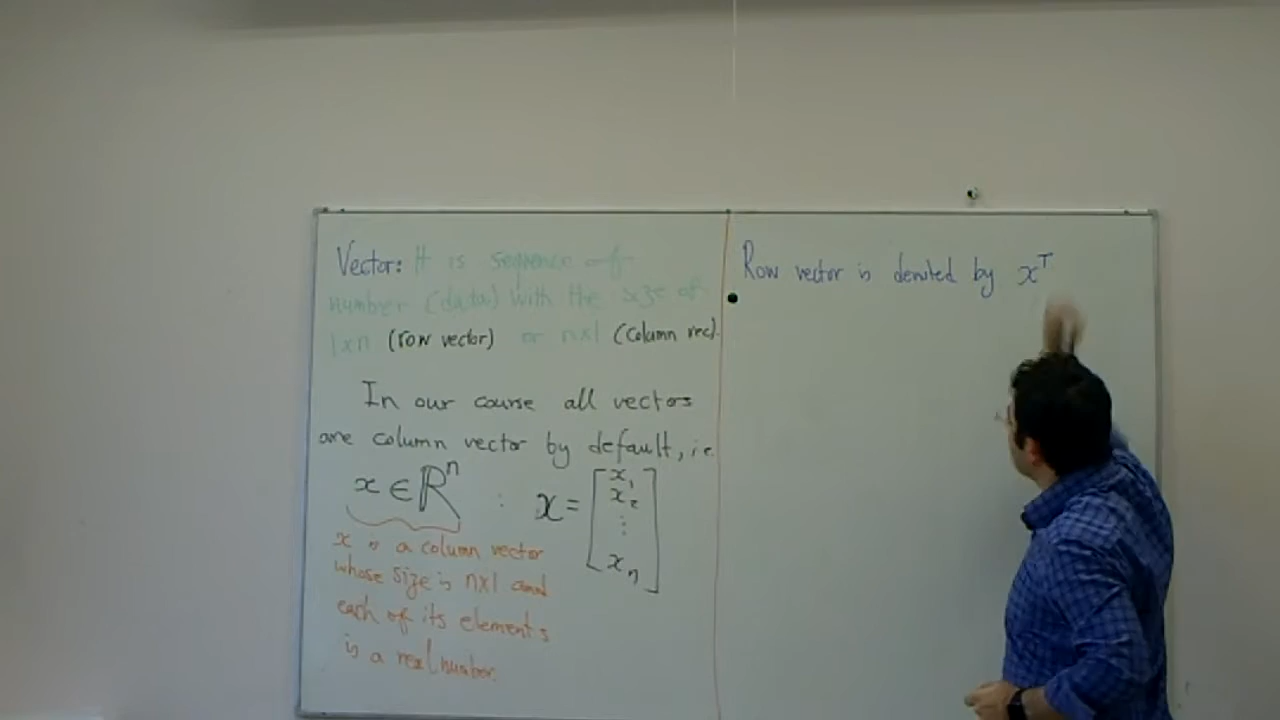 Vector: It is sequence of
number (data) with the size of
1×n (row vector) or n×1 (column vec).
In our course all vectors
are column vector by default, i.e
x ∈ ℝⁿ : x = [x₁ x₂ ⋮ xₙ]
x is a column vector
whose size is n×1 and
each of its elements
is a real number.
Row vector is denoted by xᵀ